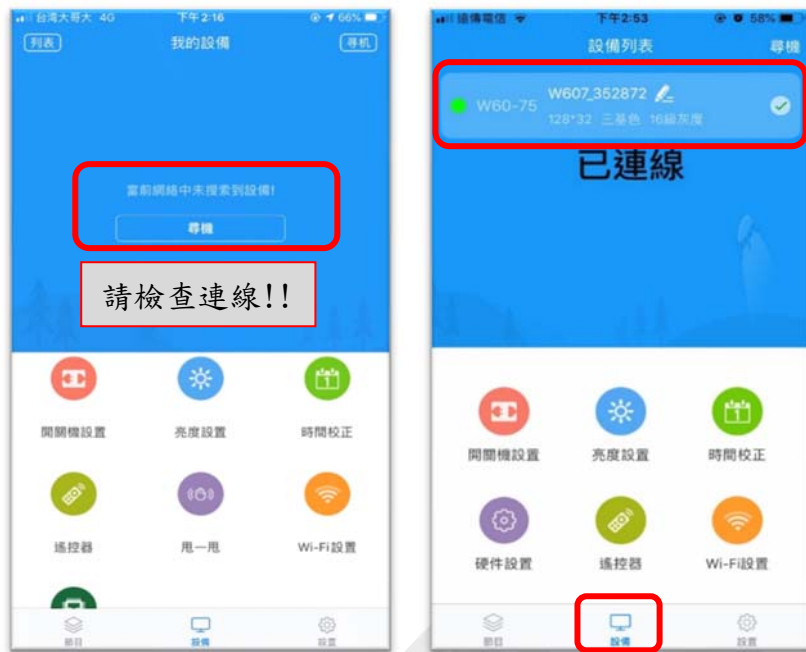 台灣大哥大 4G 下午2:16 66%
列表 我的設備 尋机
當前網絡中未搜索到設備!
尋機
請檢查連線!!
開關機設置 亮度設置 時間校正
遙控器 甩一甩 Wi-Fi設置
節目 設備 設置
遠傳電信 下午2:53 58%
設備列表 尋機
W60-75 W607_352872
128*32 三基色 16級灰度
已連線
開關機設置 亮度設置 時間校正
硬件設置 遙控器 Wi-Fi設置
節目 設備 設置